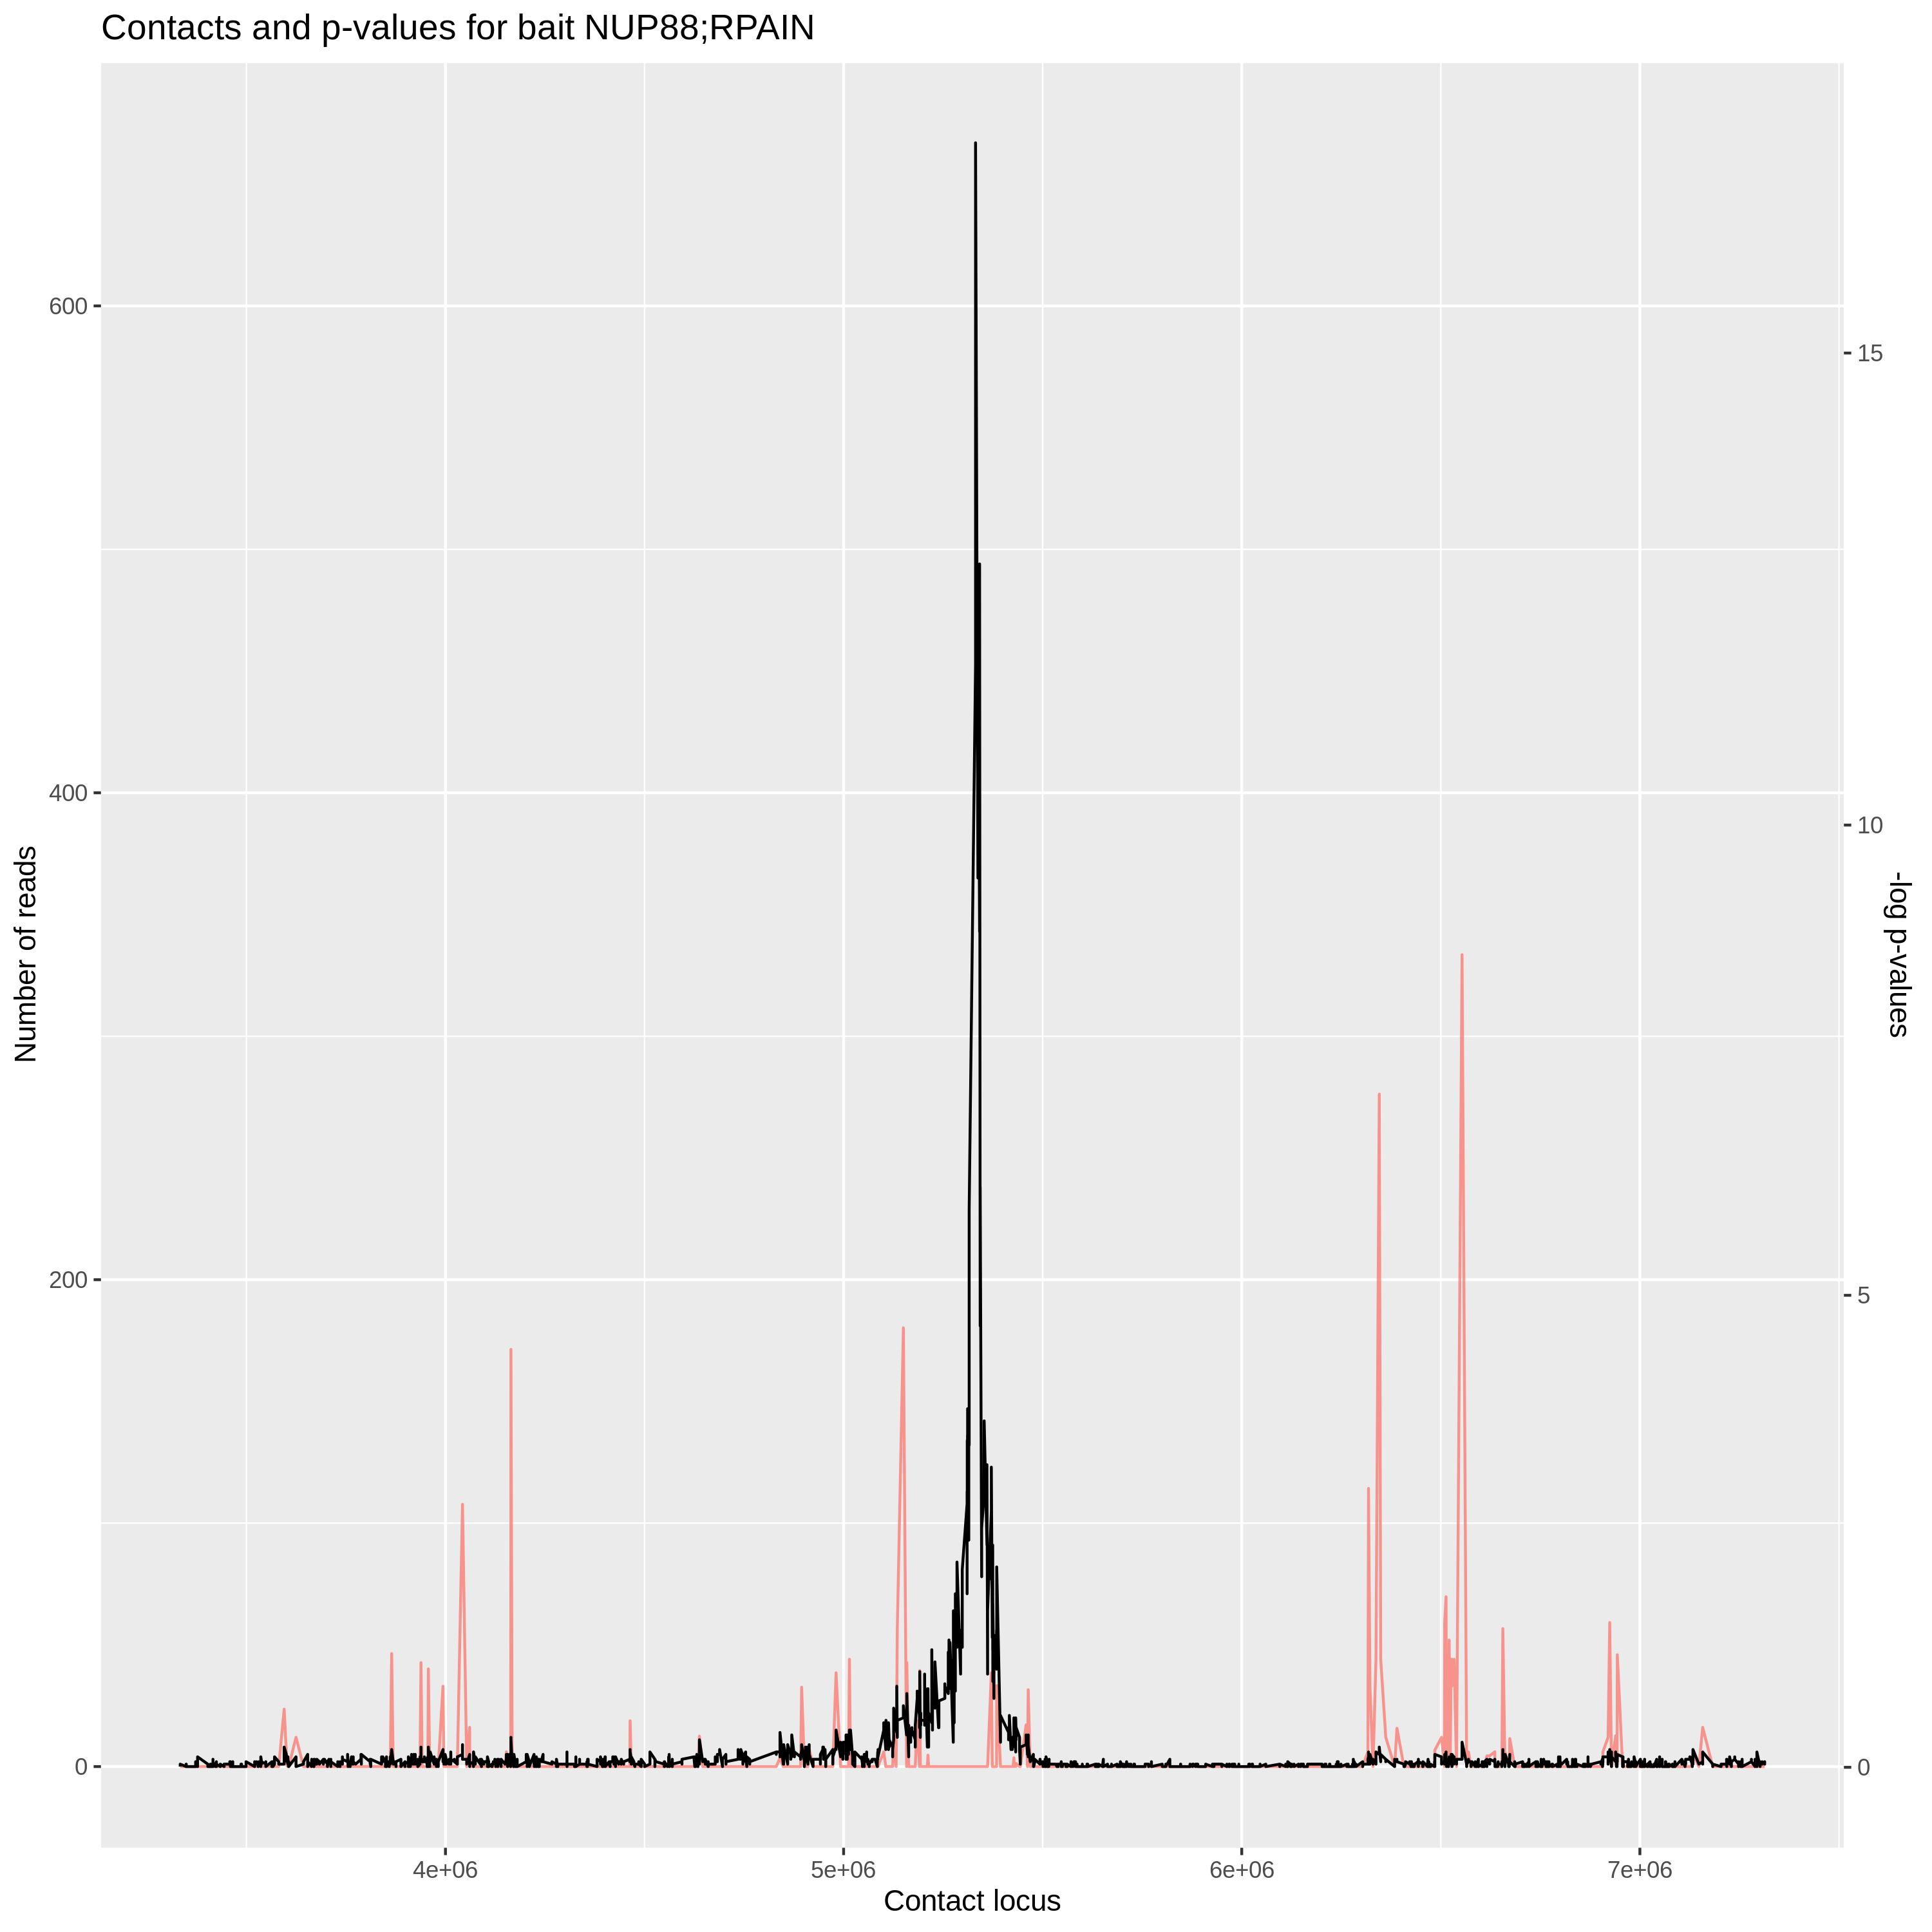 Contacts and p-values for bait NUP88;RPAIN
600
400
200
0
Number of reads
15
10
5
0
-log p-values
4e+06
5e+06
6e+06
7e+06
Contact locus